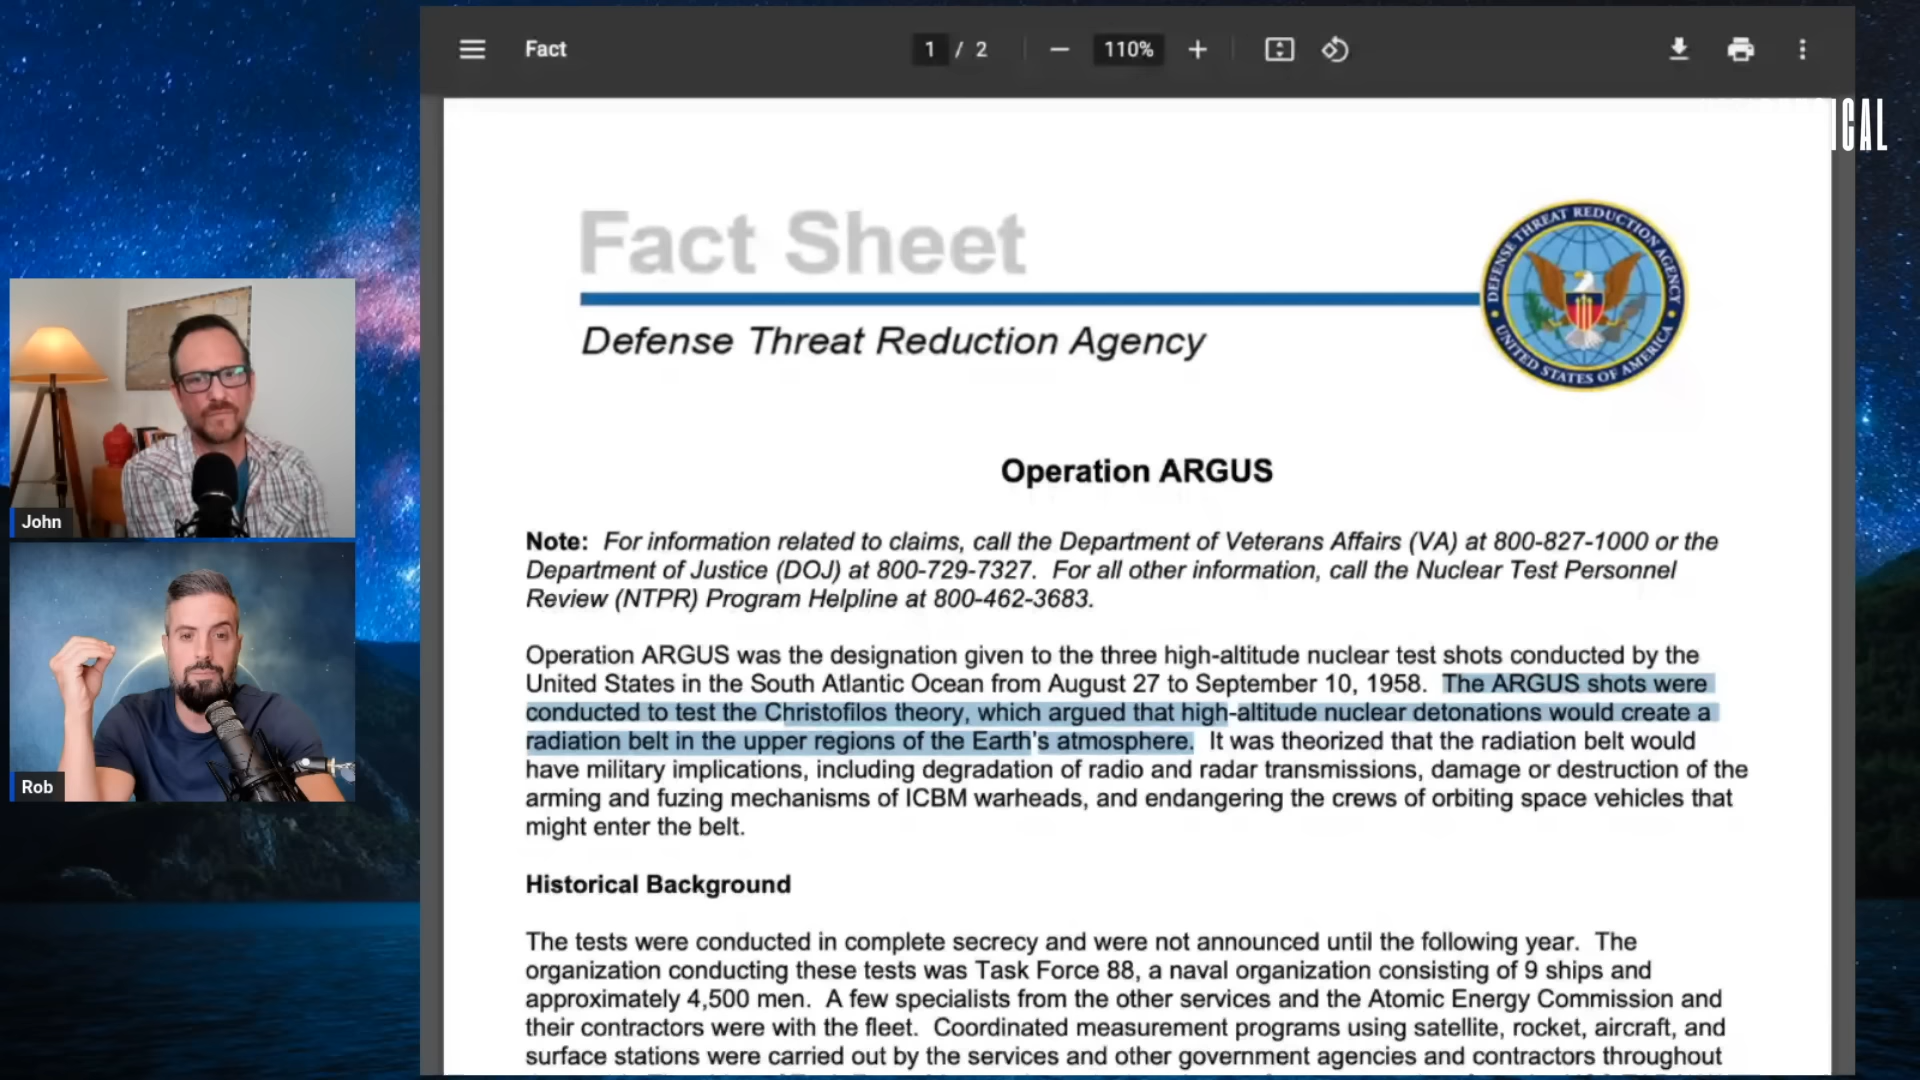 Fact
1 / 2
110%
ICAL
Fact Sheet
Defense Threat Reduction Agency
DEFENSE THREAT REDUCTION AGENCY
UNITED STATES OF AMERICA
Operation ARGUS
Note: For information related to claims, call the Department of Veterans Affairs (VA) at 800-827-1000 or the
Department of Justice (DOJ) at 800-729-7327. For all other information, call the Nuclear Test Personnel
Review (NTPR) Program Helpline at 800-462-3683.
Operation ARGUS was the designation given to the three high-altitude nuclear test shots conducted by the
United States in the South Atlantic Ocean from August 27 to September 10, 1958. The ARGUS shots were
conducted to test the Christofilos theory, which argued that high-altitude nuclear detonations would create a
radiation belt in the upper regions of the Earth's atmosphere. It was theorized that the radiation belt would
have military implications, including degradation of radio and radar transmissions, damage or destruction of the
arming and fuzing mechanisms of ICBM warheads, and endangering the crews of orbiting space vehicles that
might enter the belt.
Historical Background
The tests were conducted in complete secrecy and were not announced until the following year. The
organization conducting these tests was Task Force 88, a naval organization consisting of 9 ships and
approximately 4,500 men. A few specialists from the other services and the Atomic Energy Commission and
their contractors were with the fleet. Coordinated measurement programs using satellite, rocket, aircraft, and
surface stations were carried out by the services and other government agencies and contractors throughout
John
Rob